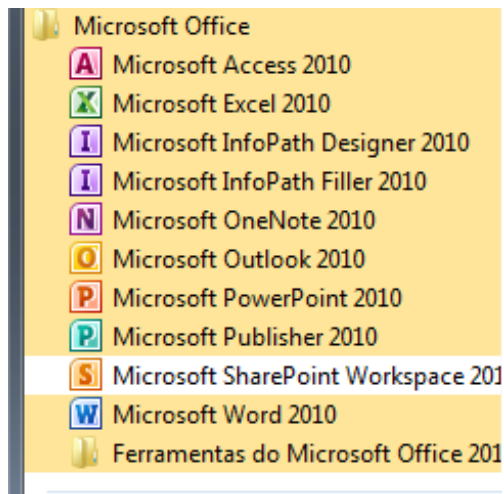 Microsoft Office
A Microsoft Access 2010
X Microsoft Excel 2010
I Microsoft InfoPath Designer 2010
I Microsoft InfoPath Filler 2010
N Microsoft OneNote 2010
O Microsoft Outlook 2010
P Microsoft PowerPoint 2010
P Microsoft Publisher 2010
S Microsoft SharePoint Workspace 201
W Microsoft Word 2010
Ferramentas do Microsoft Office 201